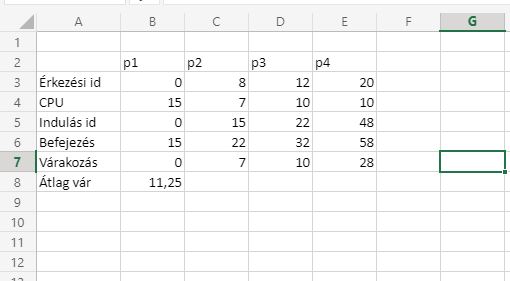 A B C D E F G
1
2 p1 p2 p3 p4
3 Érkezési id 0 8 12 20
4 CPU 15 7 10 10
5 Indulás id 0 15 22 48
6 Befejezés 15 22 32 58
7 Várakozás 0 7 10 28
8 Átlag vár 11,25
9
10
11
12